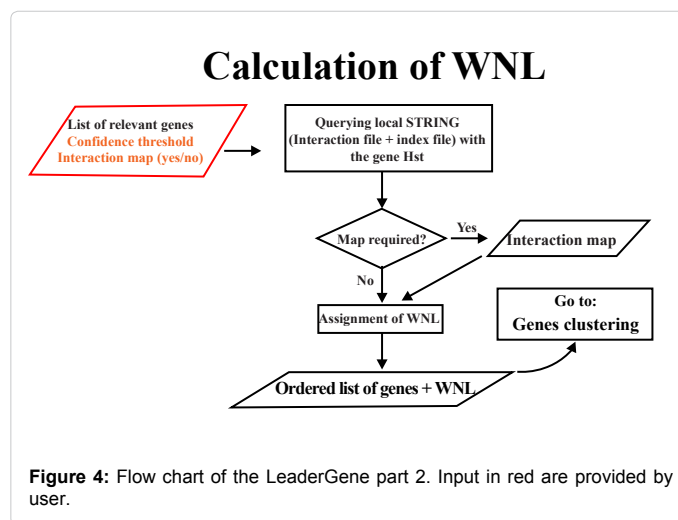 Calculation of WNL
List of relevant genes
Confidence threshold
Interaction map (yes/no)
Querying local STRING
(Interaction file + index file) with
the gene Hst
Map required?
Yes
Interaction map
No
Assignment of WNL
Go to:
Genes clustering
Ordered list of genes + WNL
Figure 4: Flow chart of the LeaderGene part 2. Input in red are provided by
user.